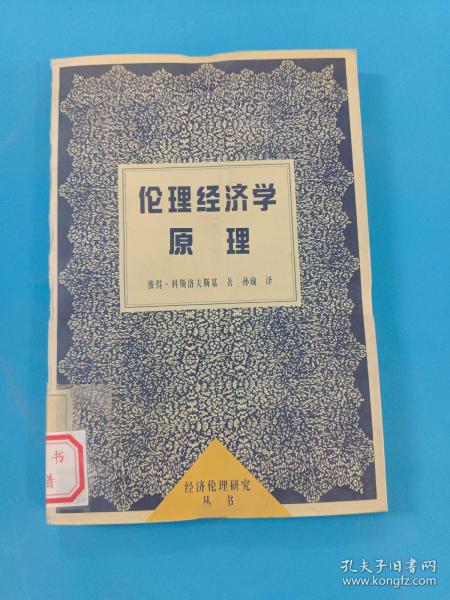 伦理经济学
原理
彼得·科斯洛夫斯基 著 孙瑜 译
书
借
经济伦理研究
丛书
孔夫子旧书网
www.kongfz.com